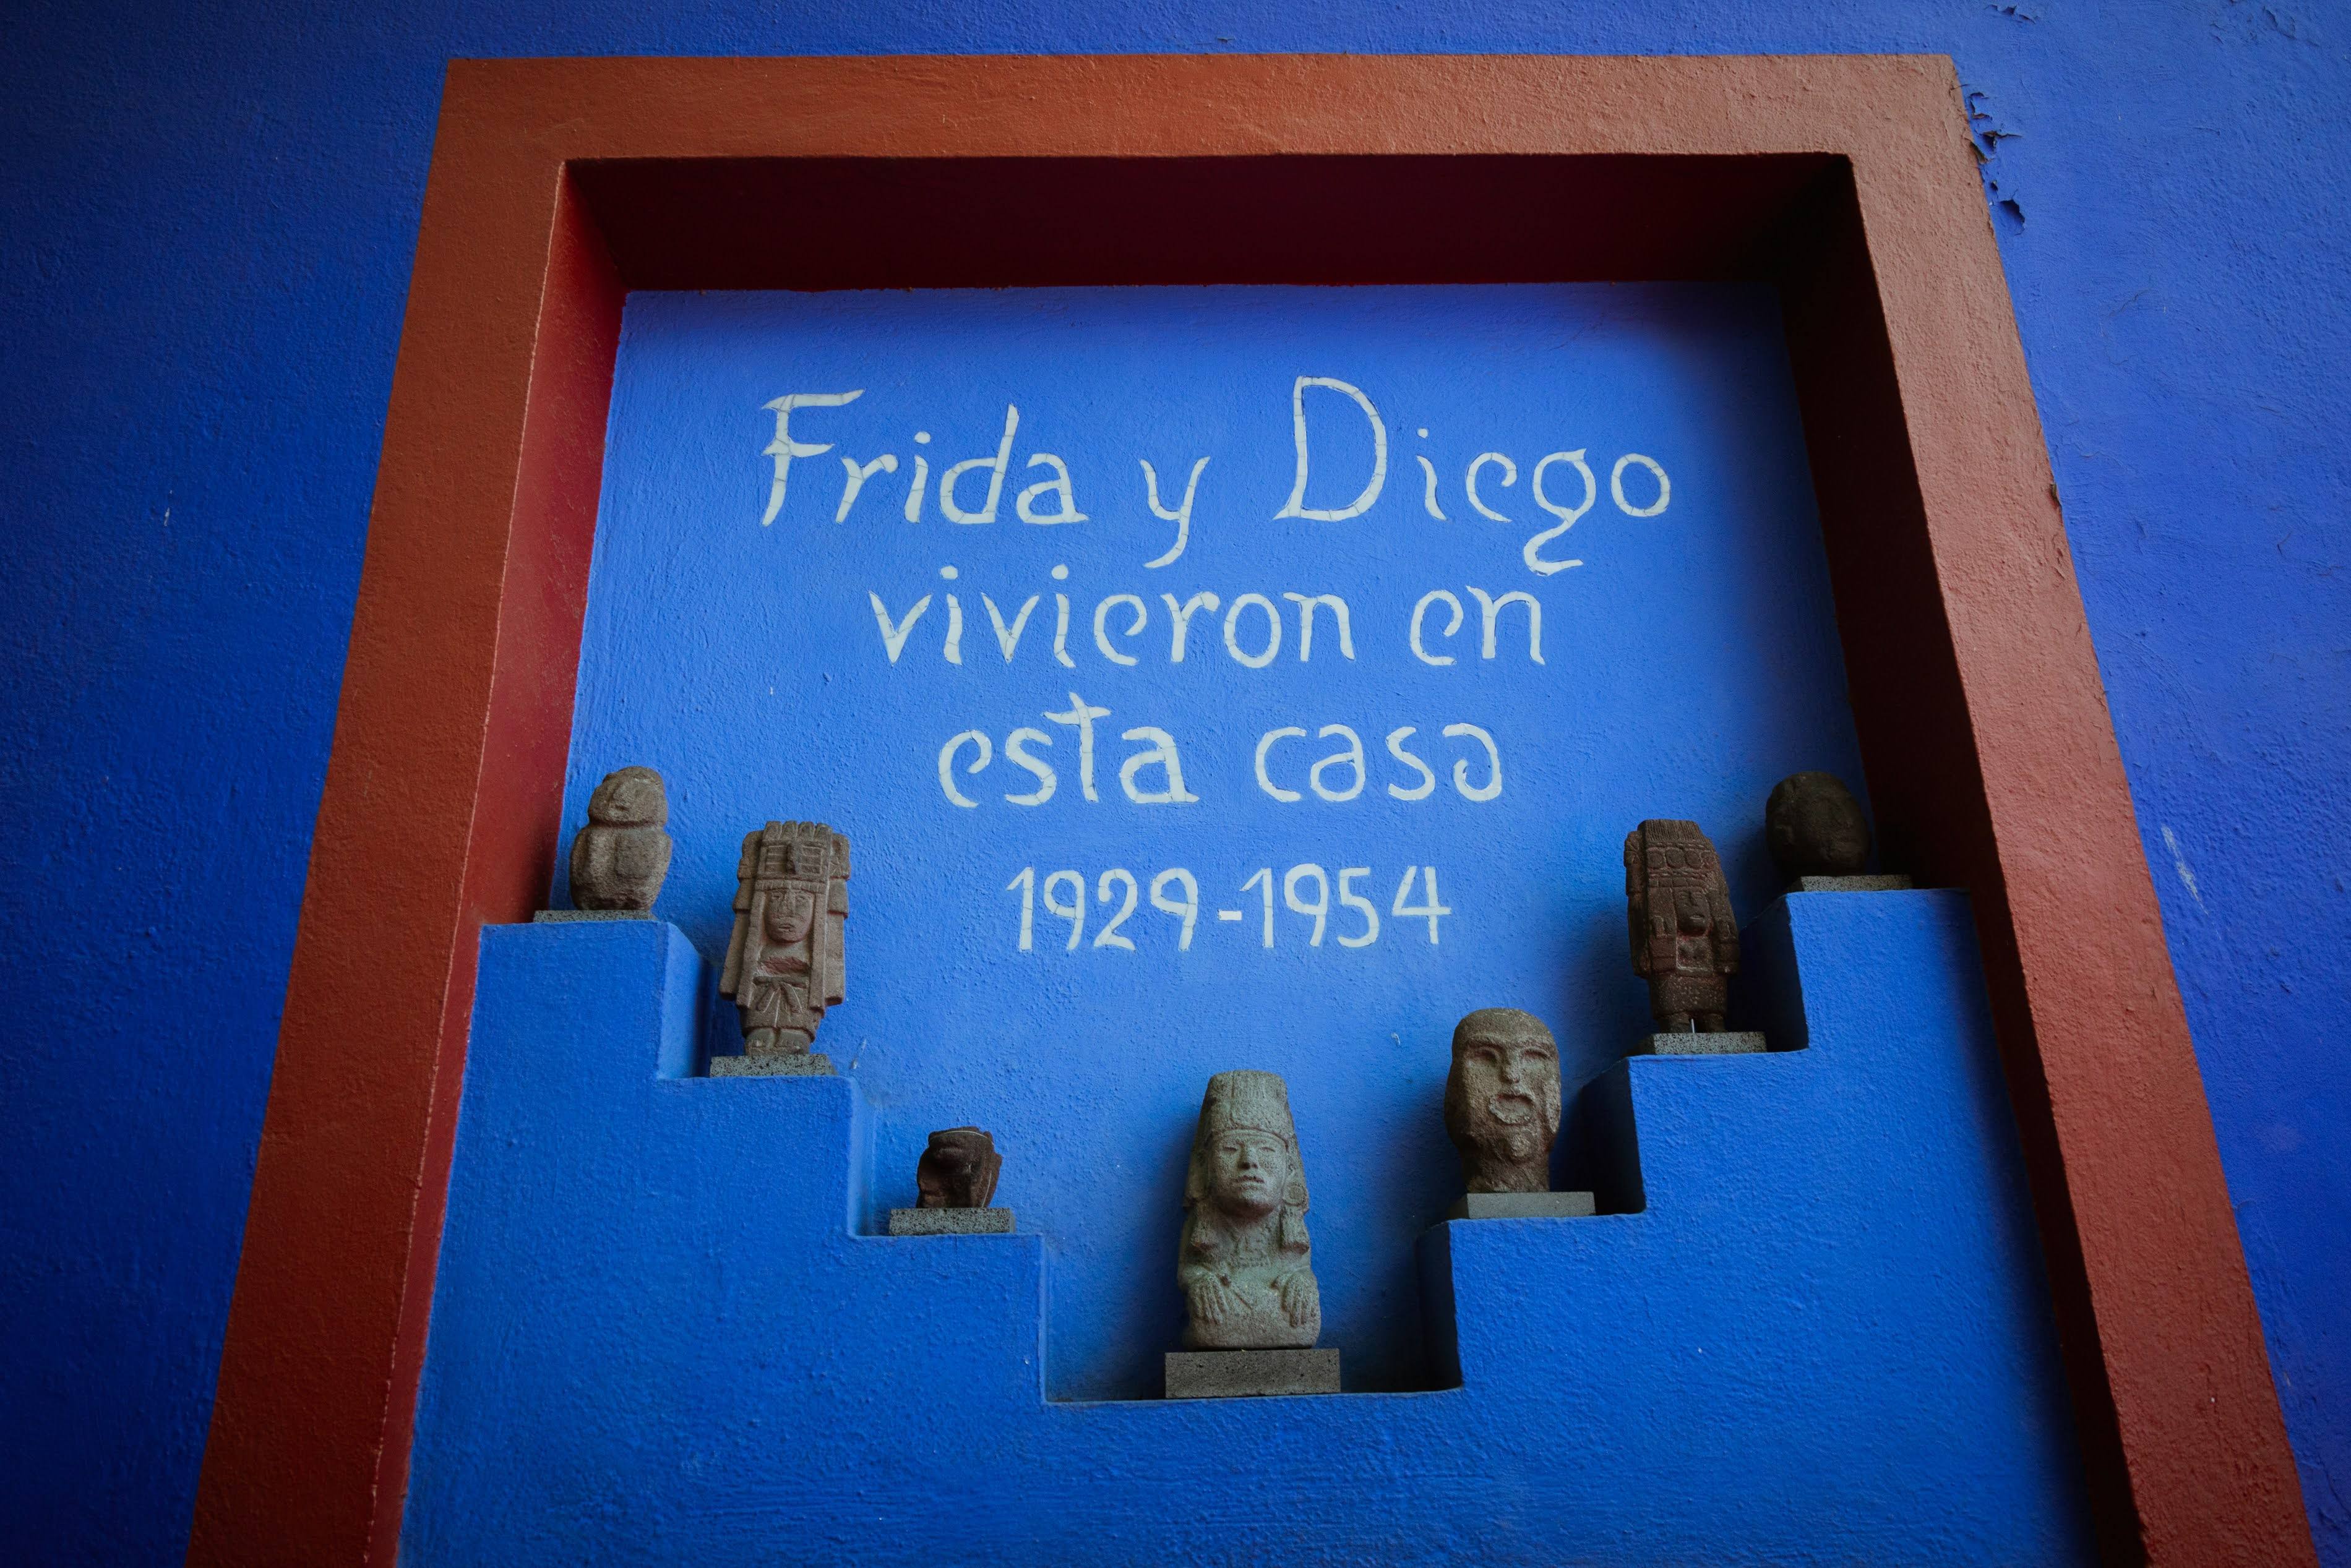 Frida y Diego
vivieron en
esta casa
1929-1954